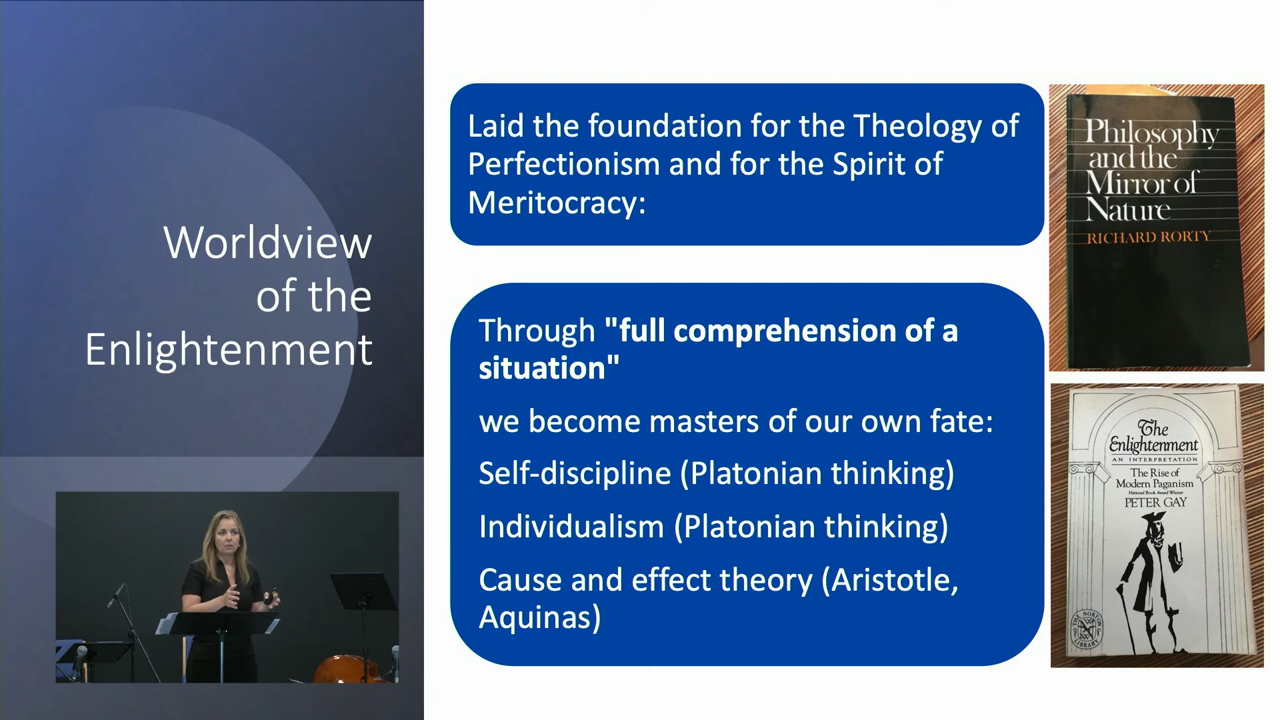 Worldview
of the
Enlightenment
Laid the foundation for the Theology of
Perfectionism and for the Spirit of
Meritocracy:
Through "full comprehension of a
situation"
we become masters of our own fate:
Self-discipline (Platonian thinking)
Individualism (Platonian thinking)
Cause and effect theory (Aristotle,
Aquinas)
Philosophy
and the
Mirror of
Nature
RICHARD RORTY
The
Enlightenment
AN INTERPRETATION
The Rise of
Modern Paganism
National Book Award Winner
PETER GAY
THE NORTON
LIBRARY